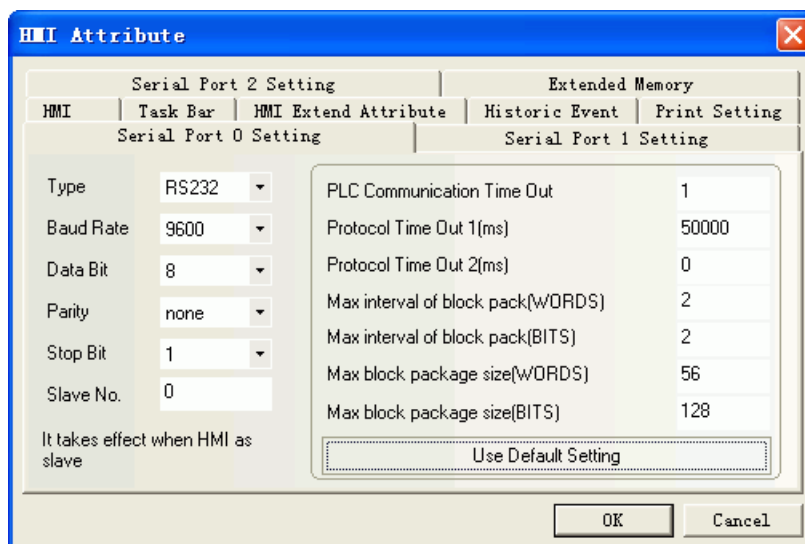 HMI Attribute
Serial Port 2 Setting Extended Memory
HMI Task Bar HMI Extend Attribute Historic Event Print Setting
Serial Port 0 Setting Serial Port 1 Setting
Type RS232
Baud Rate 9600
Data Bit 8
Parity none
Stop Bit 1
Slave No. 0
It takes effect when HMI as
slave
PLC Communication Time Out 1
Protocol Time Out 1(ms) 50000
Protocol Time Out 2(ms) 0
Max interval of block pack(WORDS) 2
Max interval of block pack(BITS) 2
Max block package size(WORDS) 56
Max block package size(BITS) 128
Use Default Setting
OK Cancel